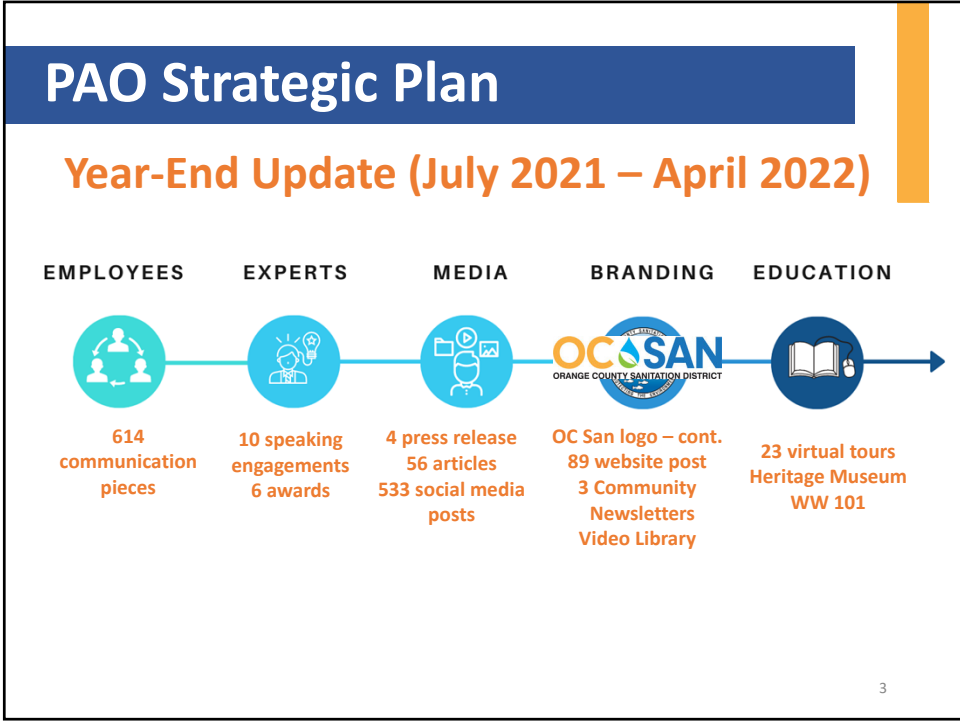 PAO Strategic Plan
Year-End Update (July 2021 – April 2022)
EMPLOYEES
EXPERTS
MEDIA
BRANDING
EDUCATION
OC SAN
ORANGE COUNTY SANITATION DISTRICT
614
communication
pieces
10 speaking
engagements
6 awards
4 press release
56 articles
533 social media
posts
OC San logo – cont.
89 website post
3 Community
Newsletters
Video Library
23 virtual tours
Heritage Museum
WW 101
3